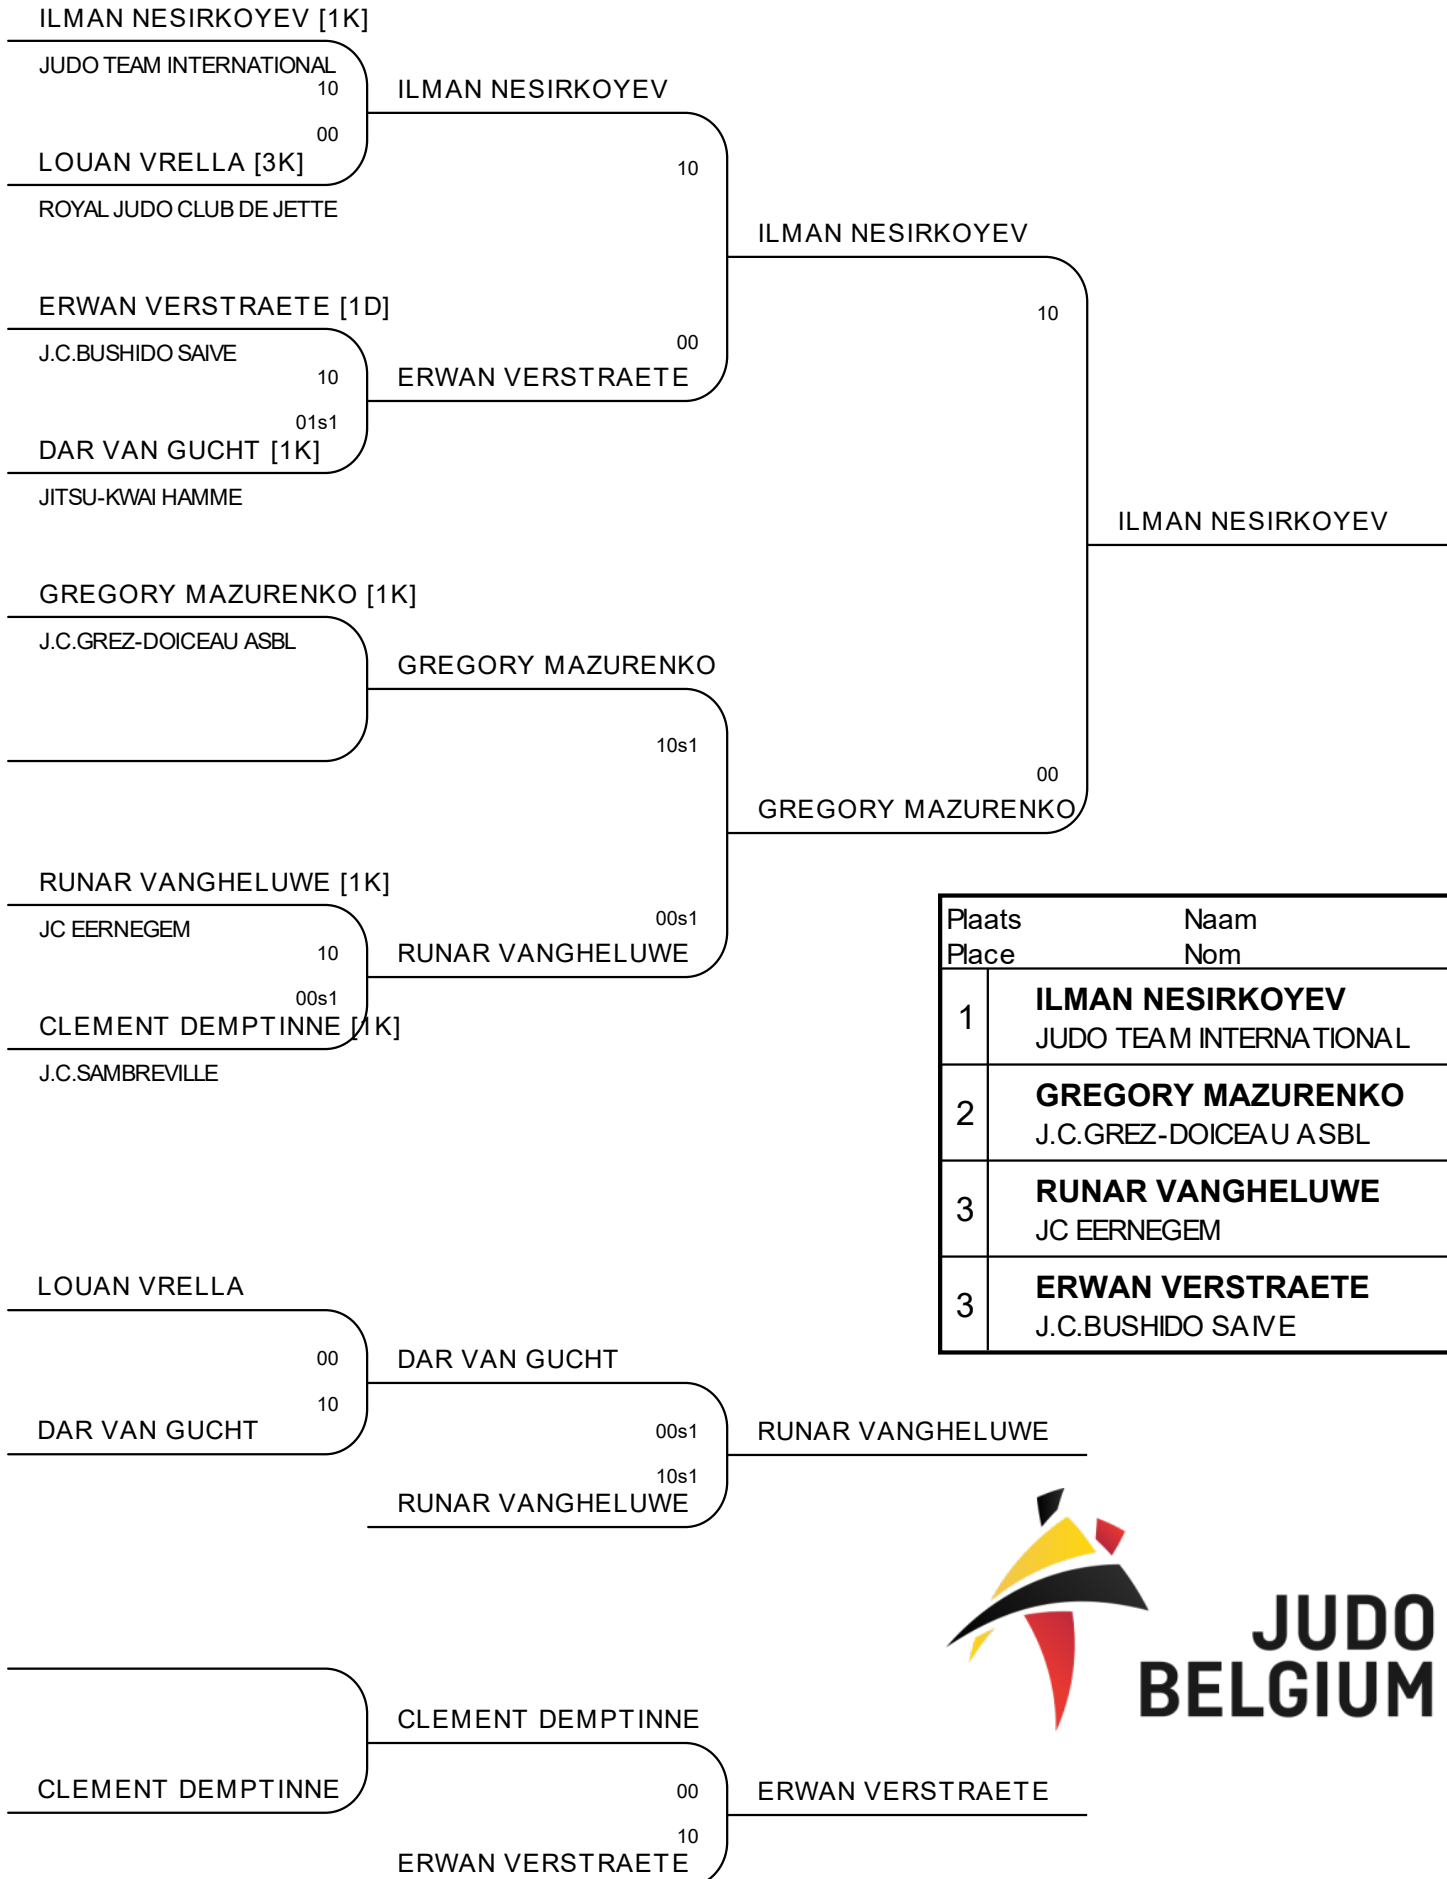 ILMAN NESIRKOYEV [1K]
JUDO TEAM INTERNATIONAL
10
ILMAN NESIRKOYEV
00
LOUAN VRELLA [3K]
10
ROYAL JUDO CLUB DE JETTE
ILMAN NESIRKOYEV
ERWAN VERSTRAETE [1D]
10
J.C.BUSHIDO SAIVE
00
10
ERWAN VERSTRAETE
01s1
DAR VAN GUCHT [1K]
JITSU-KWAI HAMME
ILMAN NESIRKOYEV
GREGORY MAZURENKO [1K]
J.C.GREZ-DOICEAU ASBL
GREGORY MAZURENKO
10s1
00
GREGORY MAZURENKO
RUNAR VANGHELUWE [1K]
JC EERNEGEM
00s1
10
RUNAR VANGHELUWE
00s1
CLEMENT DEMPTINNE [1K]
J.C.SAMBREVILLE
Plaats Naam
Place Nom
1 ILMAN NESIRKOYEV
JUDO TEAM INTERNATIONAL
2 GREGORY MAZURENKO
J.C.GREZ-DOICEAU ASBL
3 RUNAR VANGHELUWE
JC EERNEGEM
3 ERWAN VERSTRAETE
J.C.BUSHIDO SAIVE
LOUAN VRELLA
00
DAR VAN GUCHT
10
DAR VAN GUCHT
00s1
RUNAR VANGHELUWE
10s1
RUNAR VANGHELUWE
JUDO
BELGIUM
CLEMENT DEMPTINNE
CLEMENT DEMPTINNE
00
ERWAN VERSTRAETE
10
ERWAN VERSTRAETE